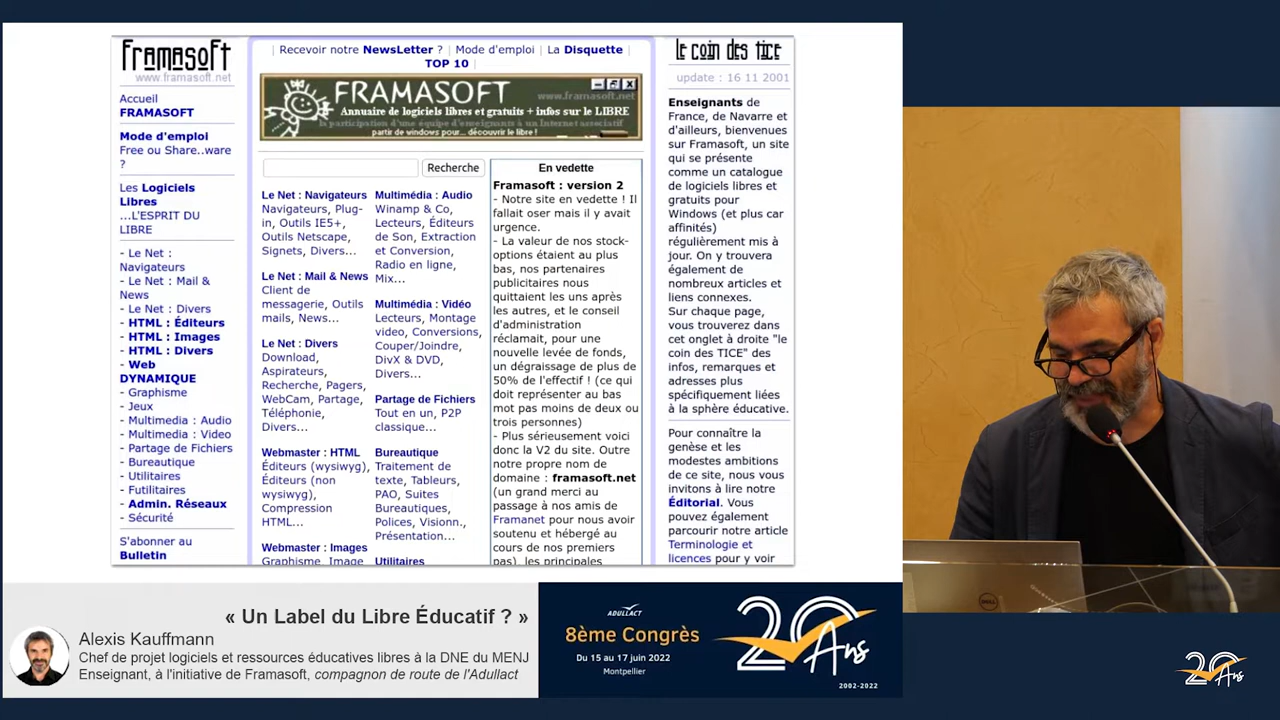 framasoft
www.framasoft.net
Accueil
FRAMASOFT
Mode d'emploi
Free ou Share..ware
?
Les Logiciels
Libres
...L'ESPRIT DU
LIBRE
- Le Net :
Navigateurs
- Le Net : Mail &
News
- Le Net : Divers
- HTML : Éditeurs
- HTML : Images
- HTML : Divers
- Web
DYNAMIQUE
- Graphisme
- Jeux
- Multimedia : Audio
- Multimedia : Video
- Partage de Fichiers
- Bureautique
- Utilitaires
- Futilitaires
- Admin. Réseaux
- Sécurité
S'abonner au
Bulletin
| Recevoir notre NewsLetter ? | Mode d'emploi | La Disquette |
TOP 10 |
FRAMASOFT www.framasoft.net
Annuaire de logiciels libres et gratuits + infos sur le LIBRE
la participation d'une équipe d'enseignants à un Internet associatif
partir de windows pour... découvrir le libre !
Recherche
Le Net : Navigateurs
Navigateurs, Plug-
in, Outils IE5+,
Outils Netscape,
Signets, Divers...
Le Net : Mail & News
Client de
messagerie, Outils
mails, News...
Le Net : Divers
Download,
Aspirateurs,
Recherche, Pagers,
WebCam, Partage,
Téléphonie,
Divers...
Webmaster : HTML
Éditeurs (wysiwyg),
Éditeurs (non
wysiwyg),
Compression
HTML...
Webmaster : Images
Graphisme, Image
Multimédia : Audio
Winamp & Co,
Lecteurs, Éditeurs
de Son, Extraction
et Conversion,
Radio en ligne,
Mix...
Multimédia : Vidéo
Lecteurs, Montage
video, Conversions,
Couper/Joindre,
DivX & DVD,
Divers...
Partage de Fichiers
Tout en un, P2P
classique...
Bureautique
Traitement de
texte, Tableurs,
PAO, Suites
Bureautiques,
Polices, Visionn.,
Présentation...
Utilitaires
En vedette
Framasoft : version 2
- Notre site en vedette ! Il
fallait oser mais il y avait
urgence.
- La valeur de nos stock-
options étaient au plus
bas, nos partenaires
publicitaires nous
quittaient les uns après
les autres, et le conseil
d'administration
réclamait, pour une
nouvelle levée de fonds,
un dégraissage de plus de
50% de l'effectif ! (ce qui
doit représenter au bas
mot pas moins de deux ou
trois personnes)
- Plus sérieusement voici
donc la V2 du site. Outre
notre propre nom de
domaine : framasoft.net
(un grand merci au
passage à nos amis de
Framanet pour nous avoir
soutenu et hébergé au
cours de nos premiers
pas), les principales
le coin des tice
update : 16 11 2001
Enseignants de
France, de Navarre et
d'ailleurs, bienvenues
sur Framasoft, un site
qui se présente
comme un catalogue
de logiciels libres et
gratuits pour
Windows (et plus car
affinités)
régulièrement mis à
jour. On y trouvera
également de
nombreux articles et
liens connexes.
Sur chaque page,
vous trouverez dans
cet onglet à droite "le
coin des TICE" des
infos, remarques et
adresses plus
spécifiquement liées
à la sphère éducative.
Pour connaître la
genèse et les
modestes ambitions
de ce site, nous vous
invitons à lire notre
Éditorial. Vous
pouvez également
parcourir notre article
Terminologie et
licences pour y voir
« Un Label du Libre Éducatif ? »
Alexis Kauffmann
Chef de projet logiciels et ressources éducatives libres à la DNE du MENJ
Enseignant, à l'initiative de Framasoft, compagnon de route de l'Adullact
ADULLACT
8ème Congrès
Du 15 au 17 juin 2022
Montpellier
20 Ans
2002-2022
DELL
20 Ans